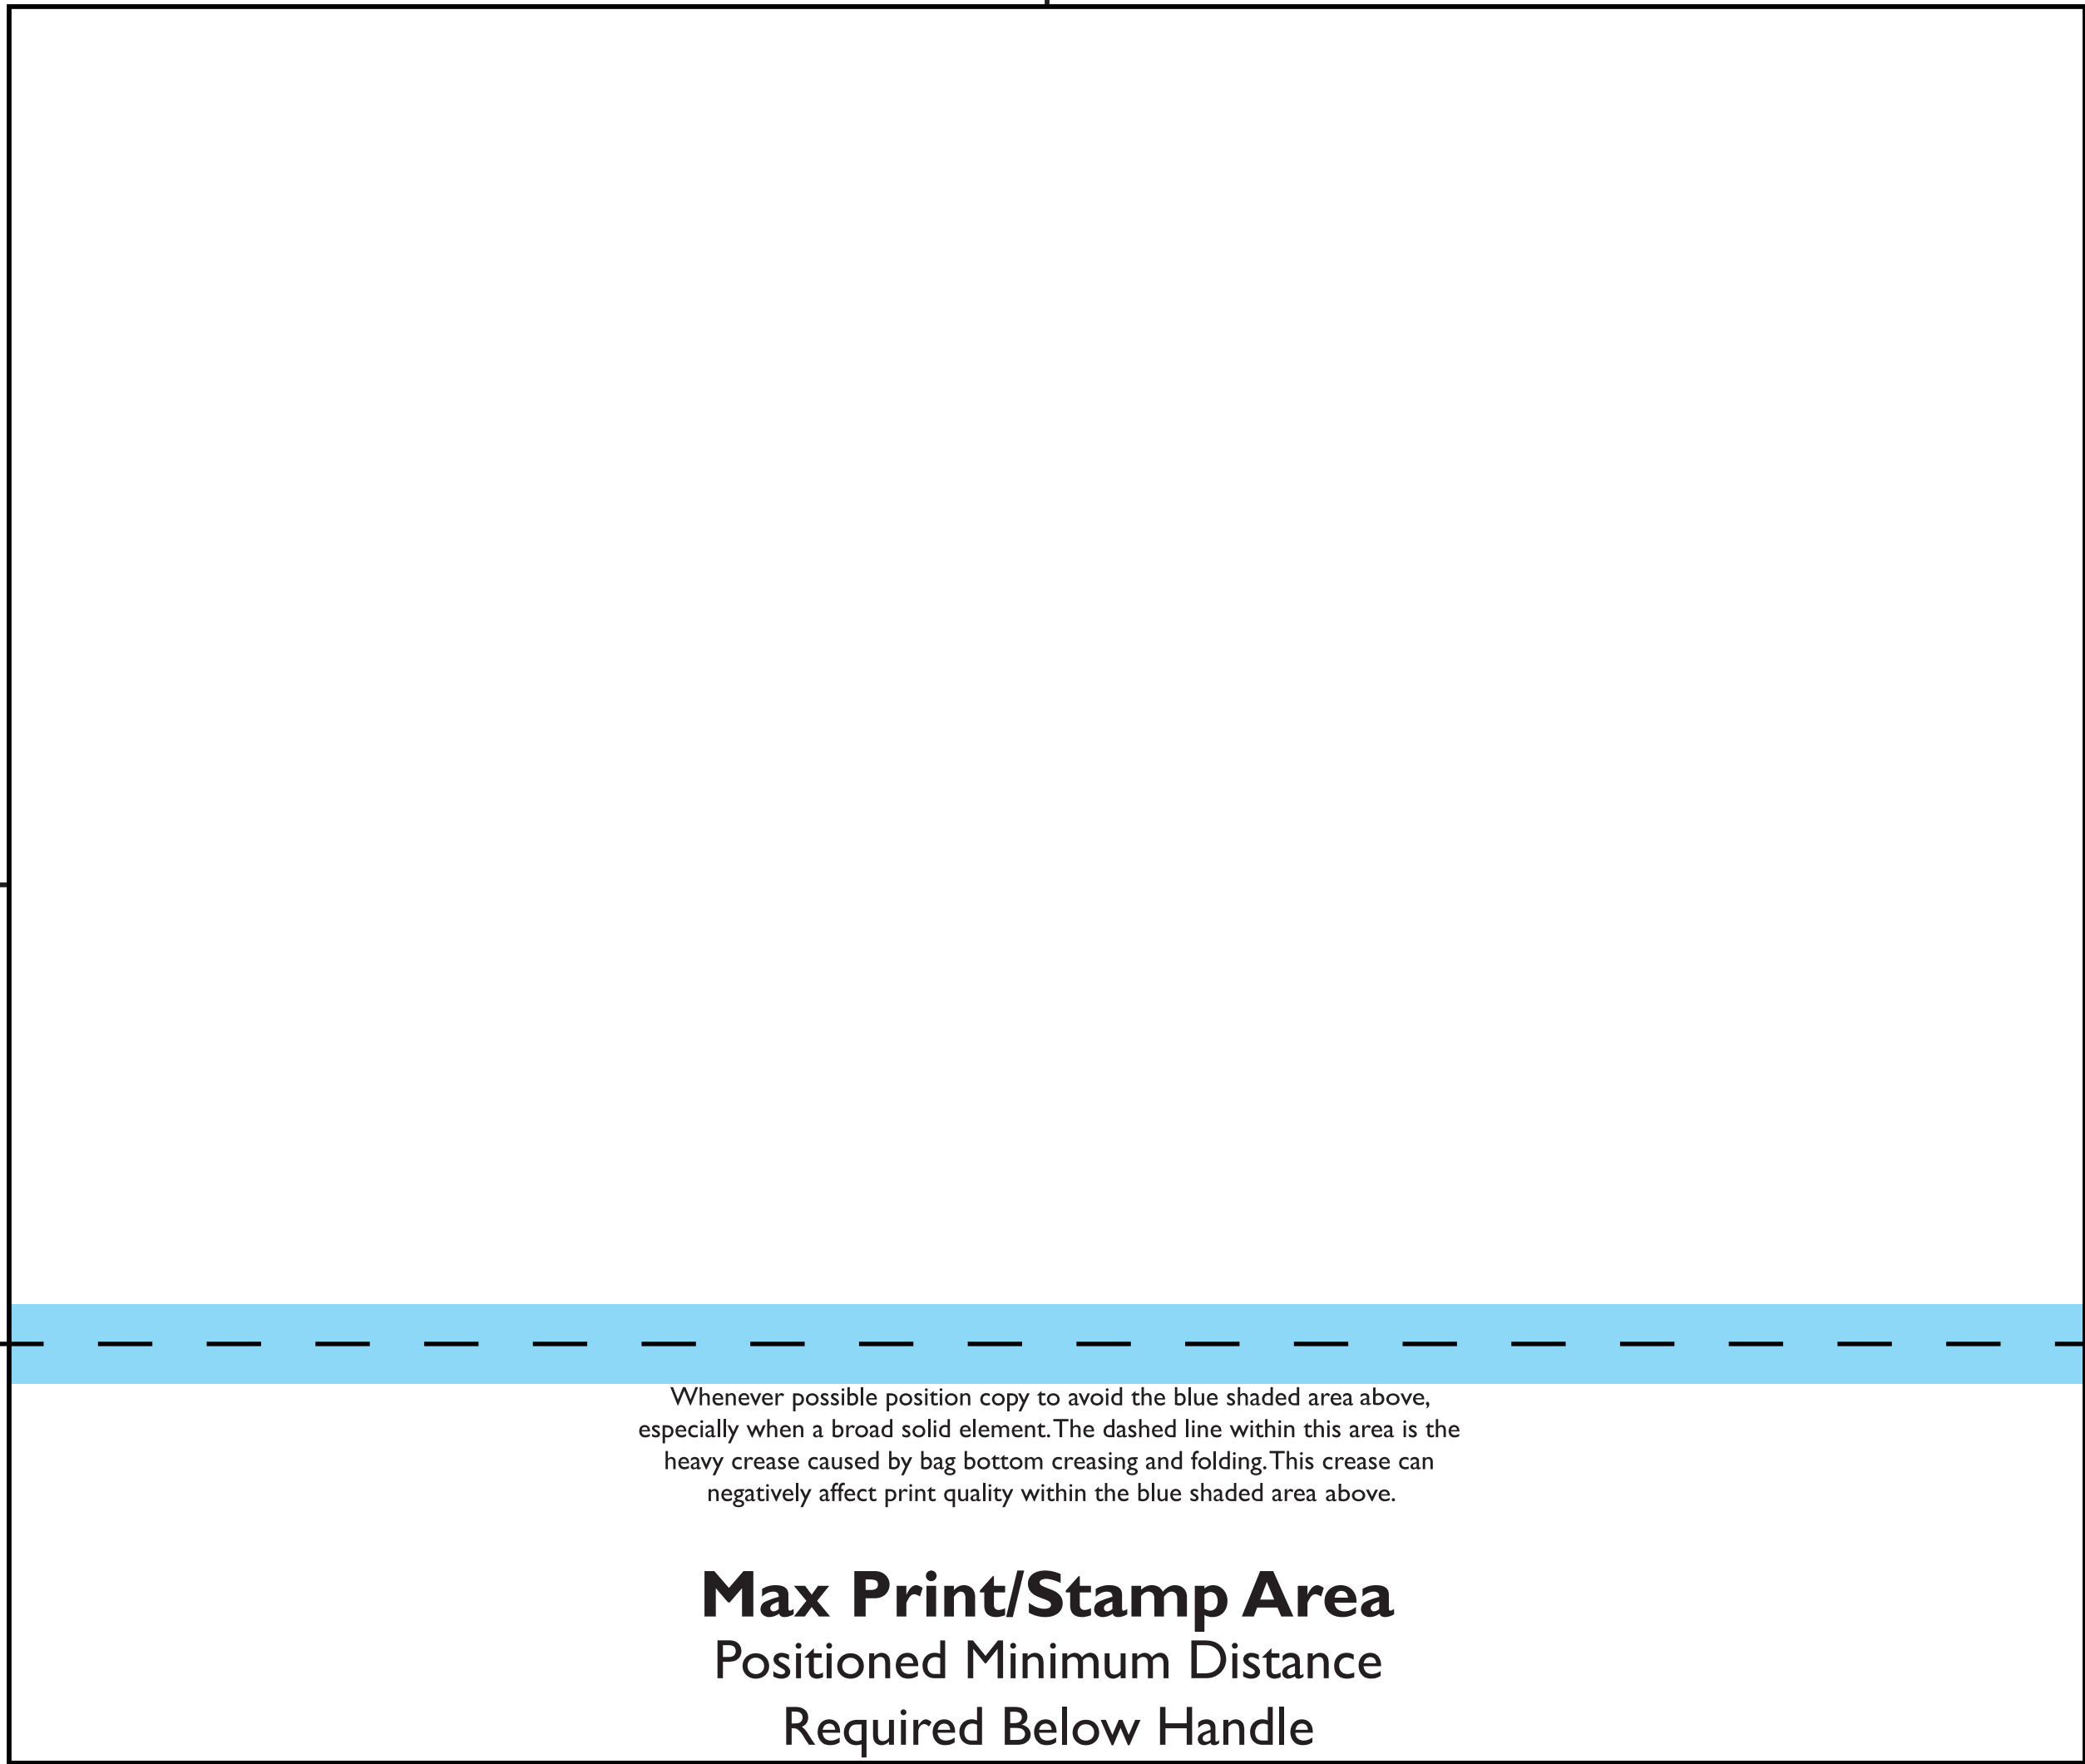 Whenever possible position copy to avoid the blue shaded area above,
especially when a broad solid element. The dashed line within this area is the
heavy crease caused by bag bottom creasing and folding. This crease can
negatively affect print quality within the blue shaded area above.
Max Print/Stamp Area
Positioned Minimum Distance
Required Below Handle